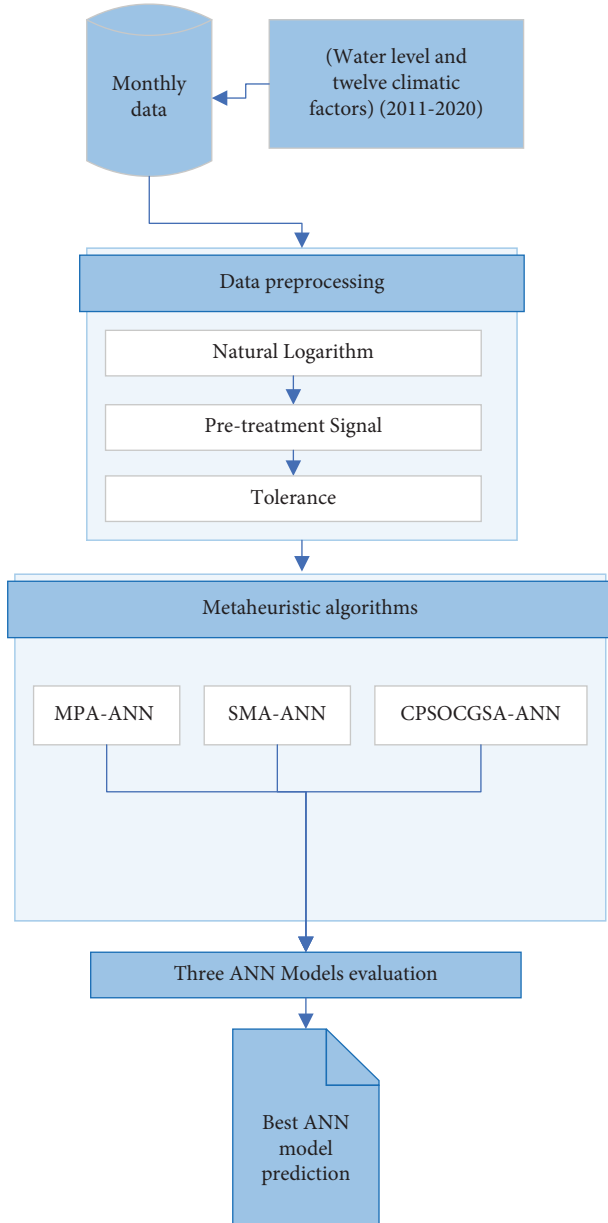 Monthly
data
(Water level and
twelve climatic
factors) (2011-2020)
Data preprocessing
Natural Logarithm
Pre-treatment Signal
Tolerance
Metaheuristic algorithms
MPA-ANN
SMA-ANN
CPSOCGSA-ANN
Three ANN Models evaluation
Best ANN
model
prediction